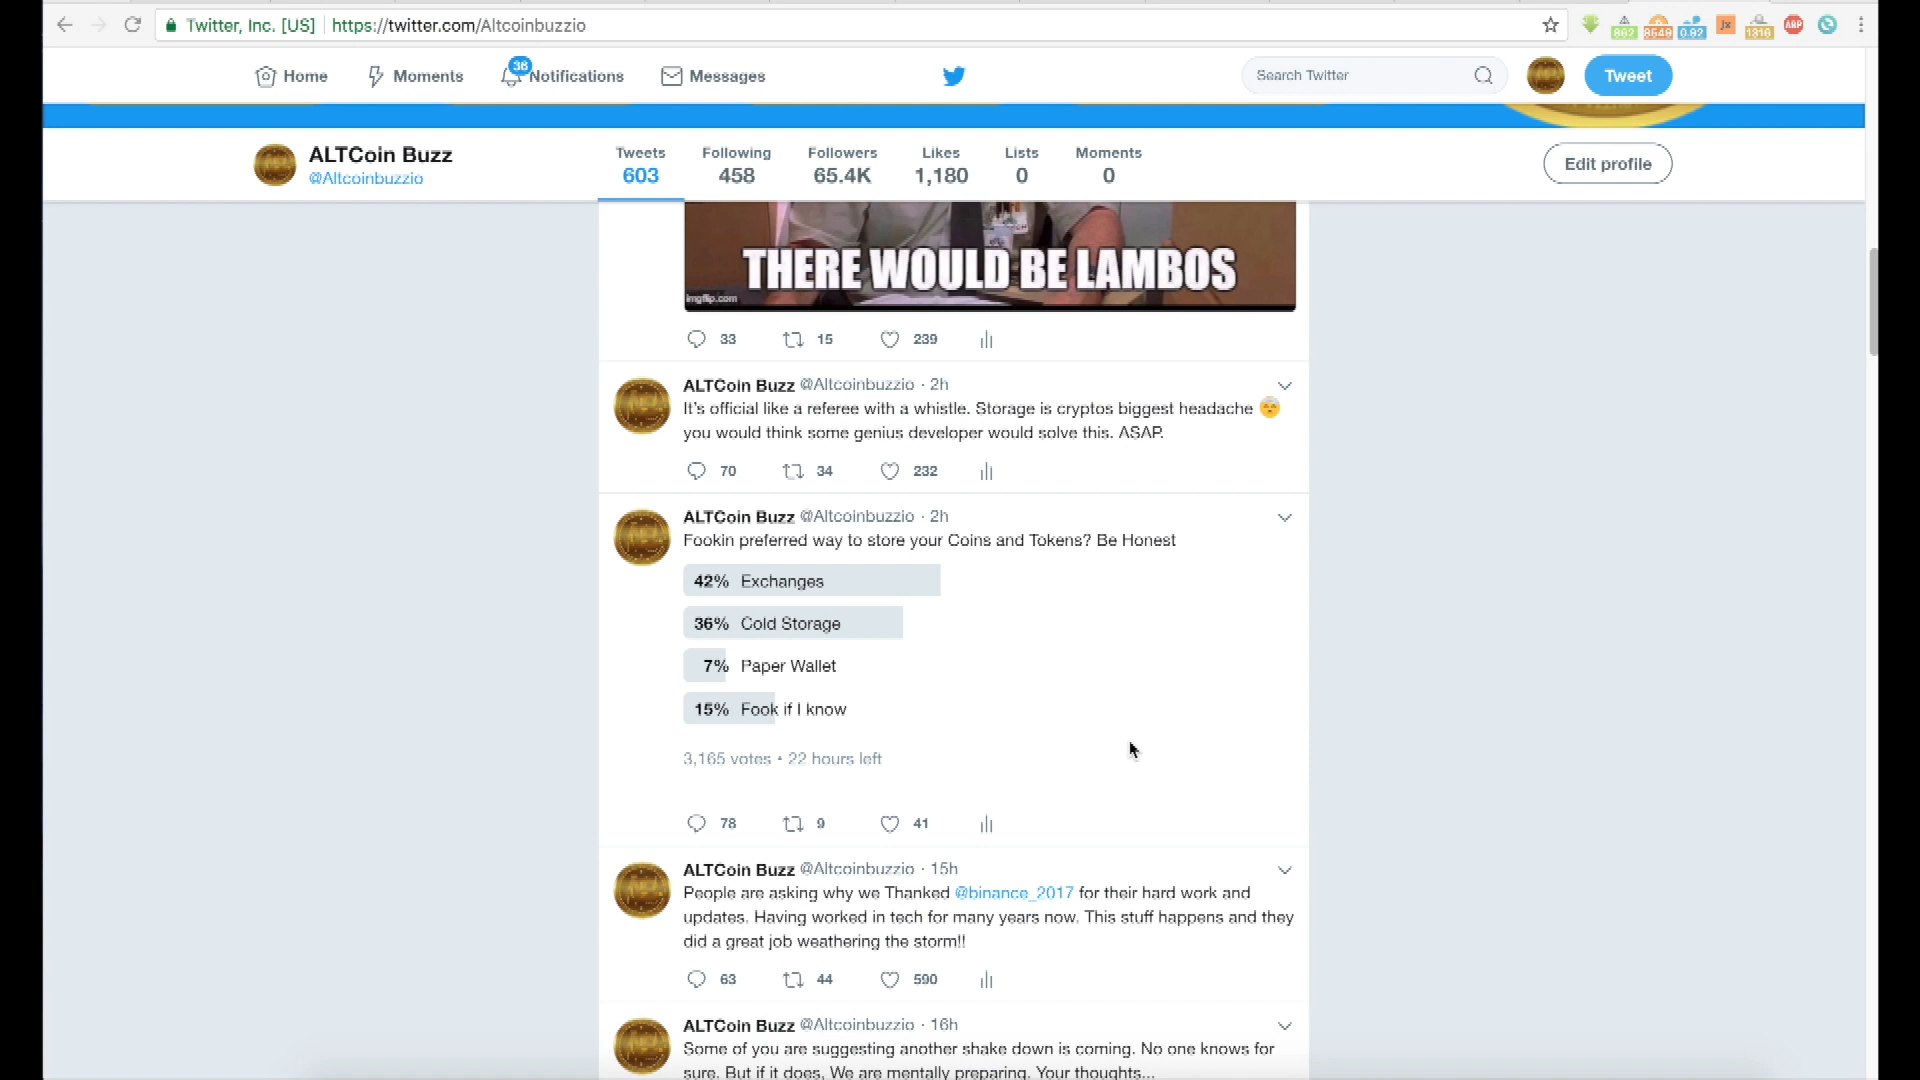 Twitter, Inc. [US] https://twitter.com/Altcoinbuzzio
862 8549 0.92 1316
ABP
Home Moments 36 Notifications Messages Search Twitter Tweet
ALTCoin Buzz
@Altcoinbuzzio
Tweets Following Followers Likes Lists Moments
603 458 65.4K 1,180 0 0
Edit profile
THERE WOULD BE LAMBOS
imgflip.com
33 15 239
ALTCoin Buzz @Altcoinbuzzio · 2h
It's official like a referee with a whistle. Storage is cryptos biggest headache
you would think some genius developer would solve this. ASAP.
70 34 232
ALTCoin Buzz @Altcoinbuzzio · 2h
Fookin preferred way to store your Coins and Tokens? Be Honest
42% Exchanges
36% Cold Storage
7% Paper Wallet
15% Fook if I know
3,165 votes • 22 hours left
78 9 41
ALTCoin Buzz @Altcoinbuzzio · 15h
People are asking why we Thanked @binance_2017 for their hard work and
updates. Having worked in tech for many years now. This stuff happens and they
did a great job weathering the storm!!
63 44 590
ALTCoin Buzz @Altcoinbuzzio · 16h
Some of you are suggesting another shake down is coming. No one knows for
sure. But if it does, We are mentally preparing. Your thoughts...